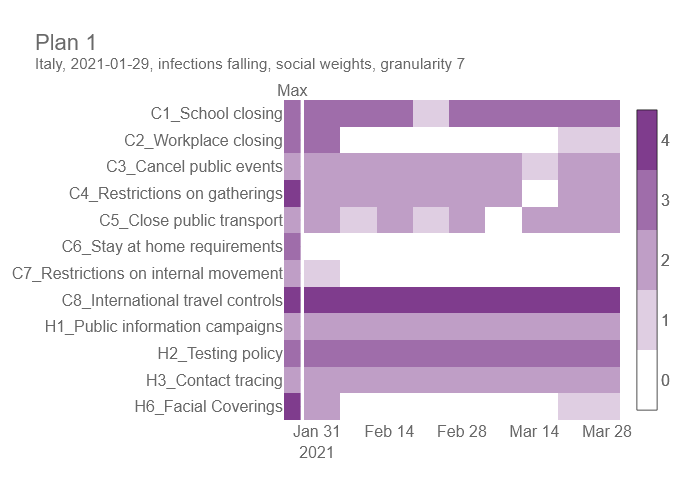 Plan 1
Italy, 2021-01-29, infections falling, social weights, granularity 7
Max
C1_School closing
C2_Workplace closing
C3_Cancel public events
C4_Restrictions on gatherings
C5_Close public transport
C6_Stay at home requirements
C7_Restrictions on internal movement
C8_International travel controls
H1_Public information campaigns
H2_Testing policy
H3_Contact tracing
H6_Facial Coverings
4
3
2
1
0
Jan 31 Feb 14 Feb 28 Mar 14 Mar 28
2021